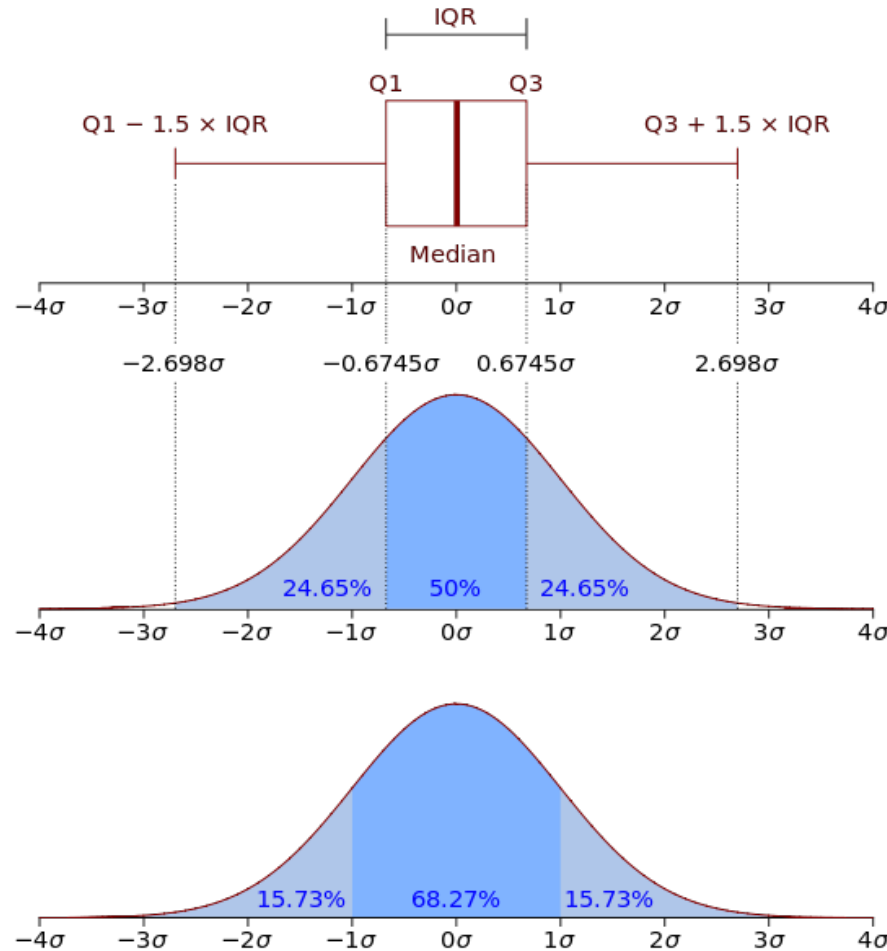 IQR
Q1 Q3
Q1 − 1.5 × IQR Q3 + 1.5 × IQR
Median
−4σ −3σ −2σ −1σ 0σ 1σ 2σ 3σ 4σ
−2.698σ −0.6745σ 0.6745σ 2.698σ
24.65% 50% 24.65%
−4σ −3σ −2σ −1σ 0σ 1σ 2σ 3σ 4σ
15.73% 68.27% 15.73%
−4σ −3σ −2σ −1σ 0σ 1σ 2σ 3σ 4σ